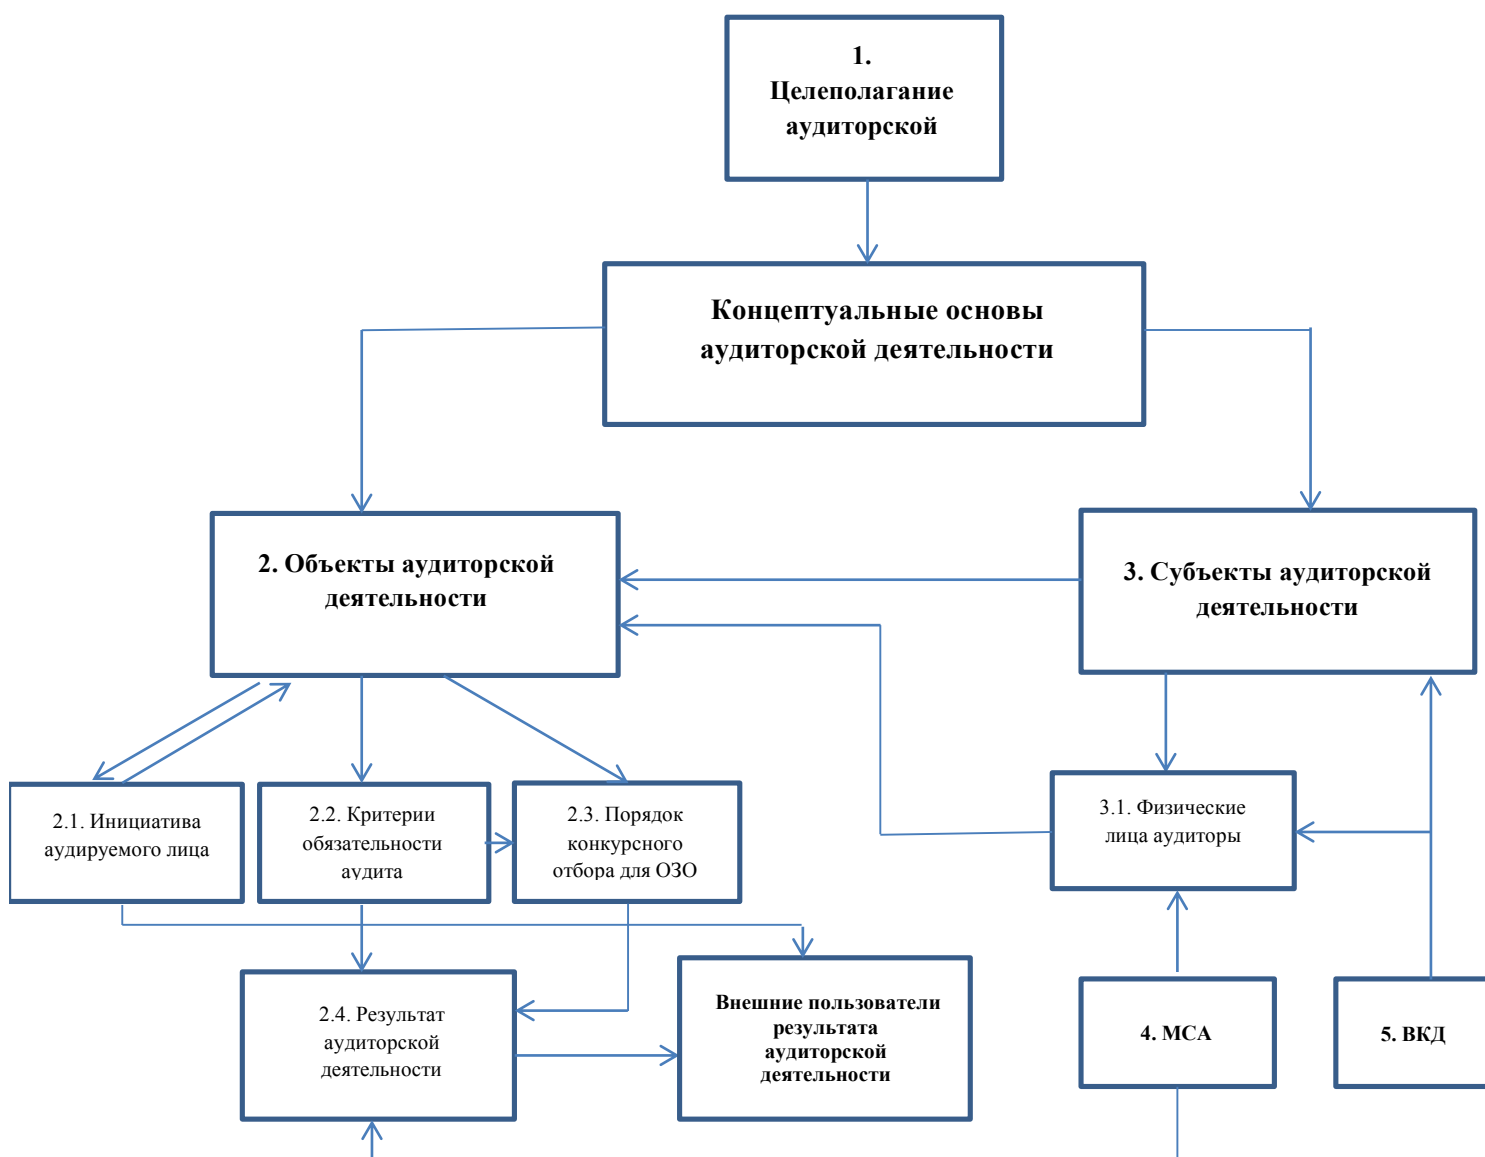 1.
Целеполагание
аудиторской
Концептуальные основы
аудиторской деятельности
2. Объекты аудиторской
деятельности
3. Субъекты аудиторской
деятельности
2.1. Инициатива
аудируемого лица
2.2. Критерии
обязательности
аудита
2.3. Порядок
конкурсного
отбора для ОЗО
3.1. Физические
лица аудиторы
2.4. Результат
аудиторской
деятельности
Внешние пользователи
результата
аудиторской
деятельности
4. МСА
5. ВКД